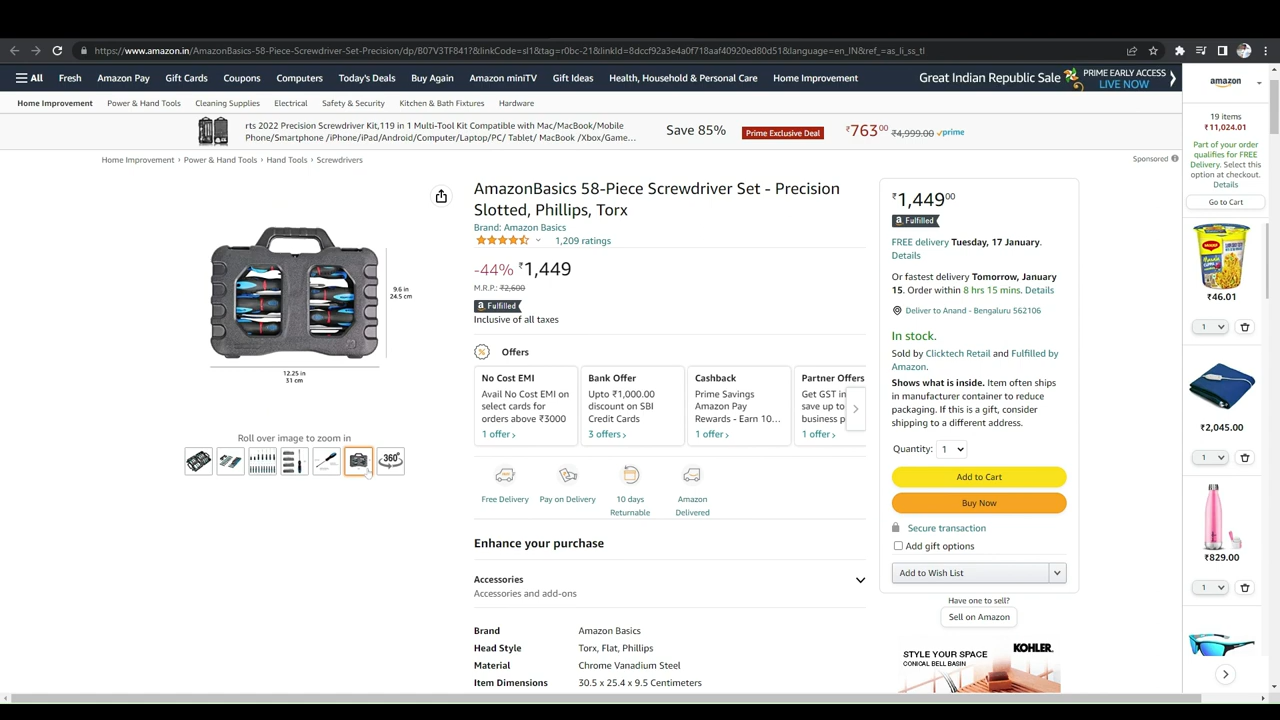 https://www.amazon.in/AmazonBasics-58-Piece-Screwdriver-Set-Precision/dp/B07V3TF841?&linkCode=sl1&tag=r0bc-21&linkId=8dccf92a3e4a0f718aaf40920ed80d51&language=en_IN&ref_=as_li_ss_tl
All Fresh Amazon Pay Gift Cards Coupons Computers Today's Deals Buy Again Amazon miniTV Gift Ideas Health, Household & Personal Care Home Improvement
Great Indian Republic Sale PRIME EARLY ACCESS
LIVE NOW
Home Improvement Power & Hand Tools Cleaning Supplies Electrical Safety & Security Kitchen & Bath Fixtures Hardware
rts 2022 Precision Screwdriver Kit,119 in 1 Multi-Tool Kit Compatible with Mac/MacBook/Mobile
Phone/Smartphone /iPhone/iPad/Android/Computer/Laptop/PC/ Tablet/ MacBook /Xbox/Game...
Save 85% Prime Exclusive Deal ₹76300 ₹4,999.00 prime
Home Improvement › Power & Hand Tools › Hand Tools › Screwdrivers
Sponsored
9.6 in
24.5 cm
12.25 in
31 cm
Roll over image to zoom in
360°
AmazonBasics 58-Piece Screwdriver Set - Precision
Slotted, Phillips, Torx
Brand: Amazon Basics
1,209 ratings
-44% ₹1,449
M.R.P.: ₹2,600
a Fulfilled
Inclusive of all taxes
Offers
No Cost EMI
Avail No Cost EMI on
select cards for
orders above ₹3000
1 offer ›
Bank Offer
Upto ₹1,000.00
discount on SBI
Credit Cards
3 offers ›
Cashback
Prime Savings
Amazon Pay
Rewards - Earn 10...
1 offer ›
Partner Offers
Get GST in
save up to
business p
1 offer ›
Free Delivery
Pay on Delivery
10 days
Returnable
Amazon
Delivered
Enhance your purchase
Accessories
Accessories and add-ons
Brand Amazon Basics
Head Style Torx, Flat, Phillips
Material Chrome Vanadium Steel
Item Dimensions 30.5 x 25.4 x 9.5 Centimeters
₹1,44900
a Fulfilled
FREE delivery Tuesday, 17 January.
Details
Or fastest delivery Tomorrow, January
15. Order within 8 hrs 15 mins. Details
Deliver to Anand - Bengaluru 562106
In stock.
Sold by Clicktech Retail and Fulfilled by
Amazon.
Shows what is inside. Item often ships
in manufacturer container to reduce
packaging. If this is a gift, consider
shipping to a different address.
Quantity: 1
Add to Cart
Buy Now
Secure transaction
Add gift options
Add to Wish List
Have one to sell?
Sell on Amazon
STYLE YOUR SPACE
CONICAL BELL BASIN
KOHLER.
amazon
19 items
₹11,024.01
Part of your order
qualifies for FREE
Delivery. Select this
option at checkout.
Details
Go to Cart
MAGGI
₹46.01
1
₹2,045.00
1
₹829.00
1